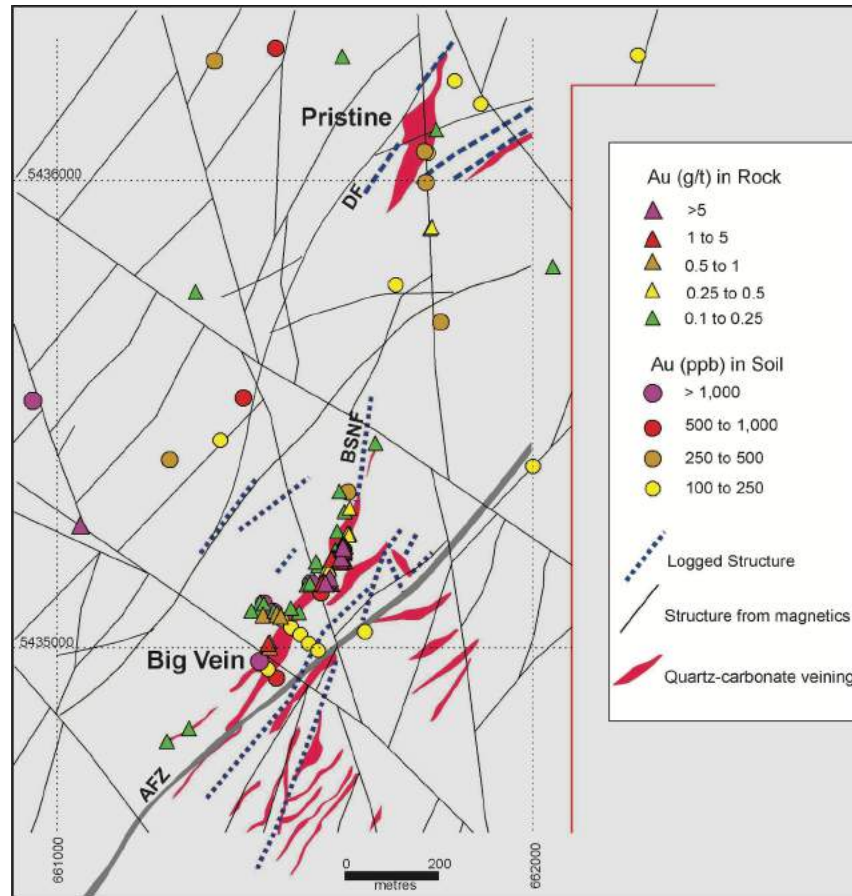 Pristine
5436000
DF
BSNF
5435000
Big Vein
AFZ
661000
0 200
metres
662000
Au (g/t) in Rock
>5
1 to 5
0.5 to 1
0.25 to 0.5
0.1 to 0.25
Au (ppb) in Soil
> 1,000
500 to 1,000
250 to 500
100 to 250
Logged Structure
Structure from magnetics
Quartz-carbonate veining